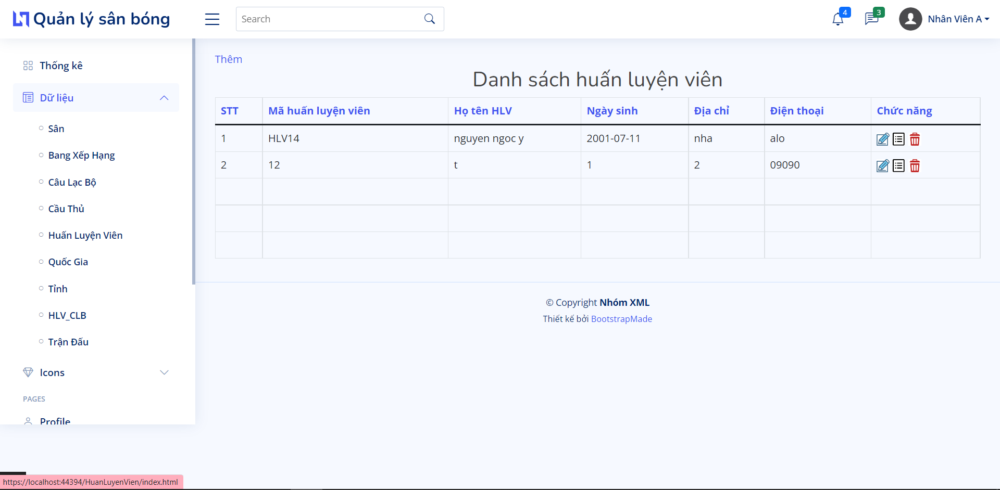 Quản lý sân bóng
Search
4
3
Nhân Viên A
Thống kê
Dữ liệu
Sân
Bang Xếp Hạng
Câu Lạc Bộ
Cầu Thủ
Huấn Luyện Viên
Quốc Gia
Tỉnh
HLV_CLB
Trận Đấu
Icons
PAGES
Profile
Thêm
Danh sách huấn luyện viên
STT Mã huấn luyện viên Họ tên HLV Ngày sinh Địa chỉ Điện thoại Chức năng
1 HLV14 nguyen ngoc y 2001-07-11 nha alo
2 12 t 1 2 09090
© Copyright Nhóm XML
Thiết kế bởi BootstrapMade
https://localhost:44394/HuanLuyenVien/index.html